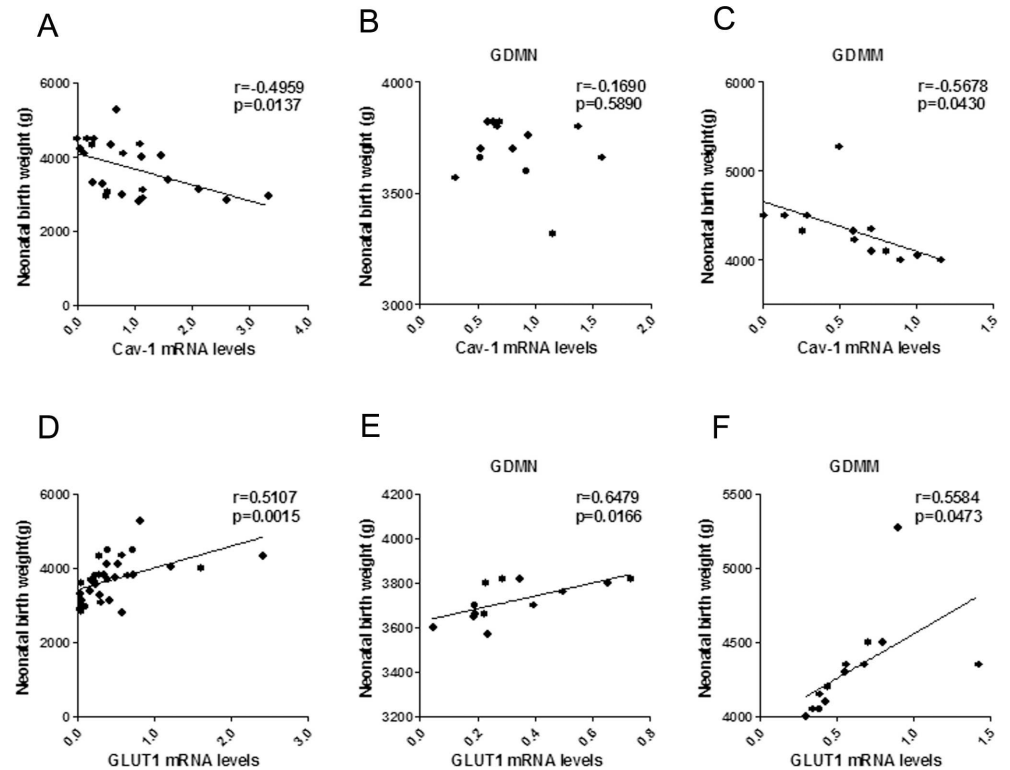 A
r=-0.4959
p=0.0137
6000
4000
2000
0
0.0 1.0 2.0 3.0 4.0
Neonatal birth weight (g)
Cav-1 mRNA levels
B
GDMN
r=-0.1690
p=0.5890
4000
3500
3000
0.0 0.5 1.0 1.5 2.0
Neonatal birth weight (g)
Cav-1 mRNA levels
C
GDMM
r=-0.5678
p=0.0430
6000
5000
4000
0.0 0.5 1.0 1.5
Neonatal birth weight(g)
Cav-1 mRNA levels
D
r=0.5107
p=0.0015
6000
4000
2000
0
0.0 1.0 2.0 3.0
Neonatal birth weight(g)
GLUT1 mRNA levels
E
GDMN
r=0.6479
p=0.0166
4200
4000
3800
3600
3400
3200
0.0 0.2 0.4 0.6 0.8
Neonatal birth weight (g)
GLUT1 mRNA levels
F
GDMM
r=0.5584
p=0.0473
5500
5000
4500
4000
0.0 0.5 1.0 1.5
Neonatal birth weight (g)
GLUT1 mRNA levels